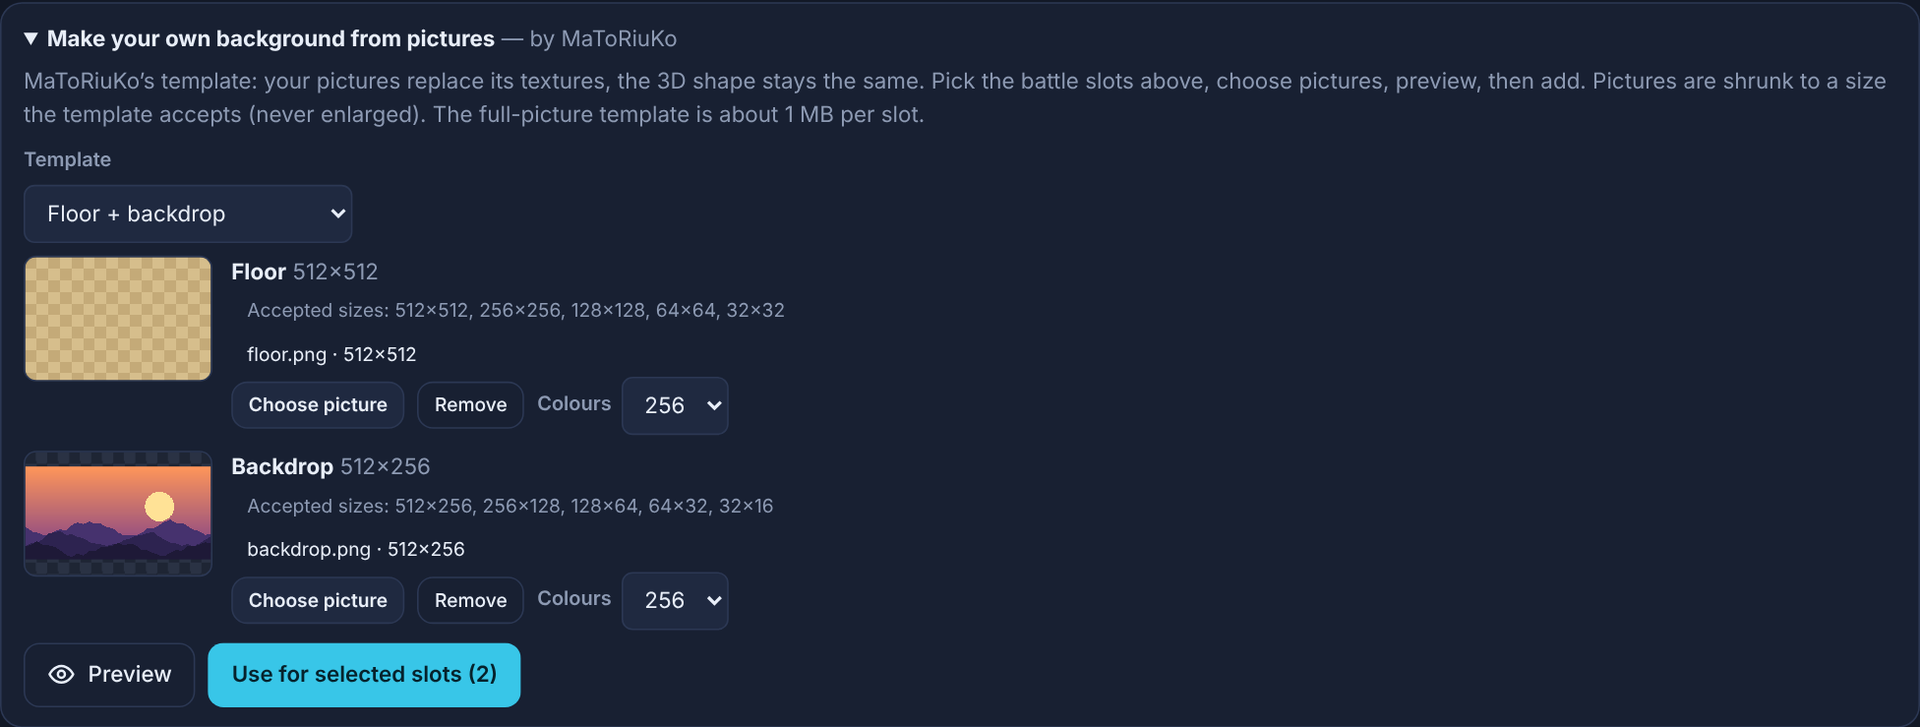 ▼ Make your own background from pictures — by MaToRiuKo
MaToRiuKo’s template: your pictures replace its textures, the 3D shape stays the same. Pick the battle slots above, choose pictures, preview, then add. Pictures are shrunk to a size
the template accepts (never enlarged). The full-picture template is about 1 MB per slot.
Template
Floor + backdrop
Floor 512×512
Accepted sizes: 512×512, 256×256, 128×128, 64×64, 32×32
floor.png · 512×512
Choose picture Remove Colours 256
Backdrop 512×256
Accepted sizes: 512×256, 256×128, 128×64, 64×32, 32×16
backdrop.png · 512×256
Choose picture Remove Colours 256
Preview Use for selected slots (2)